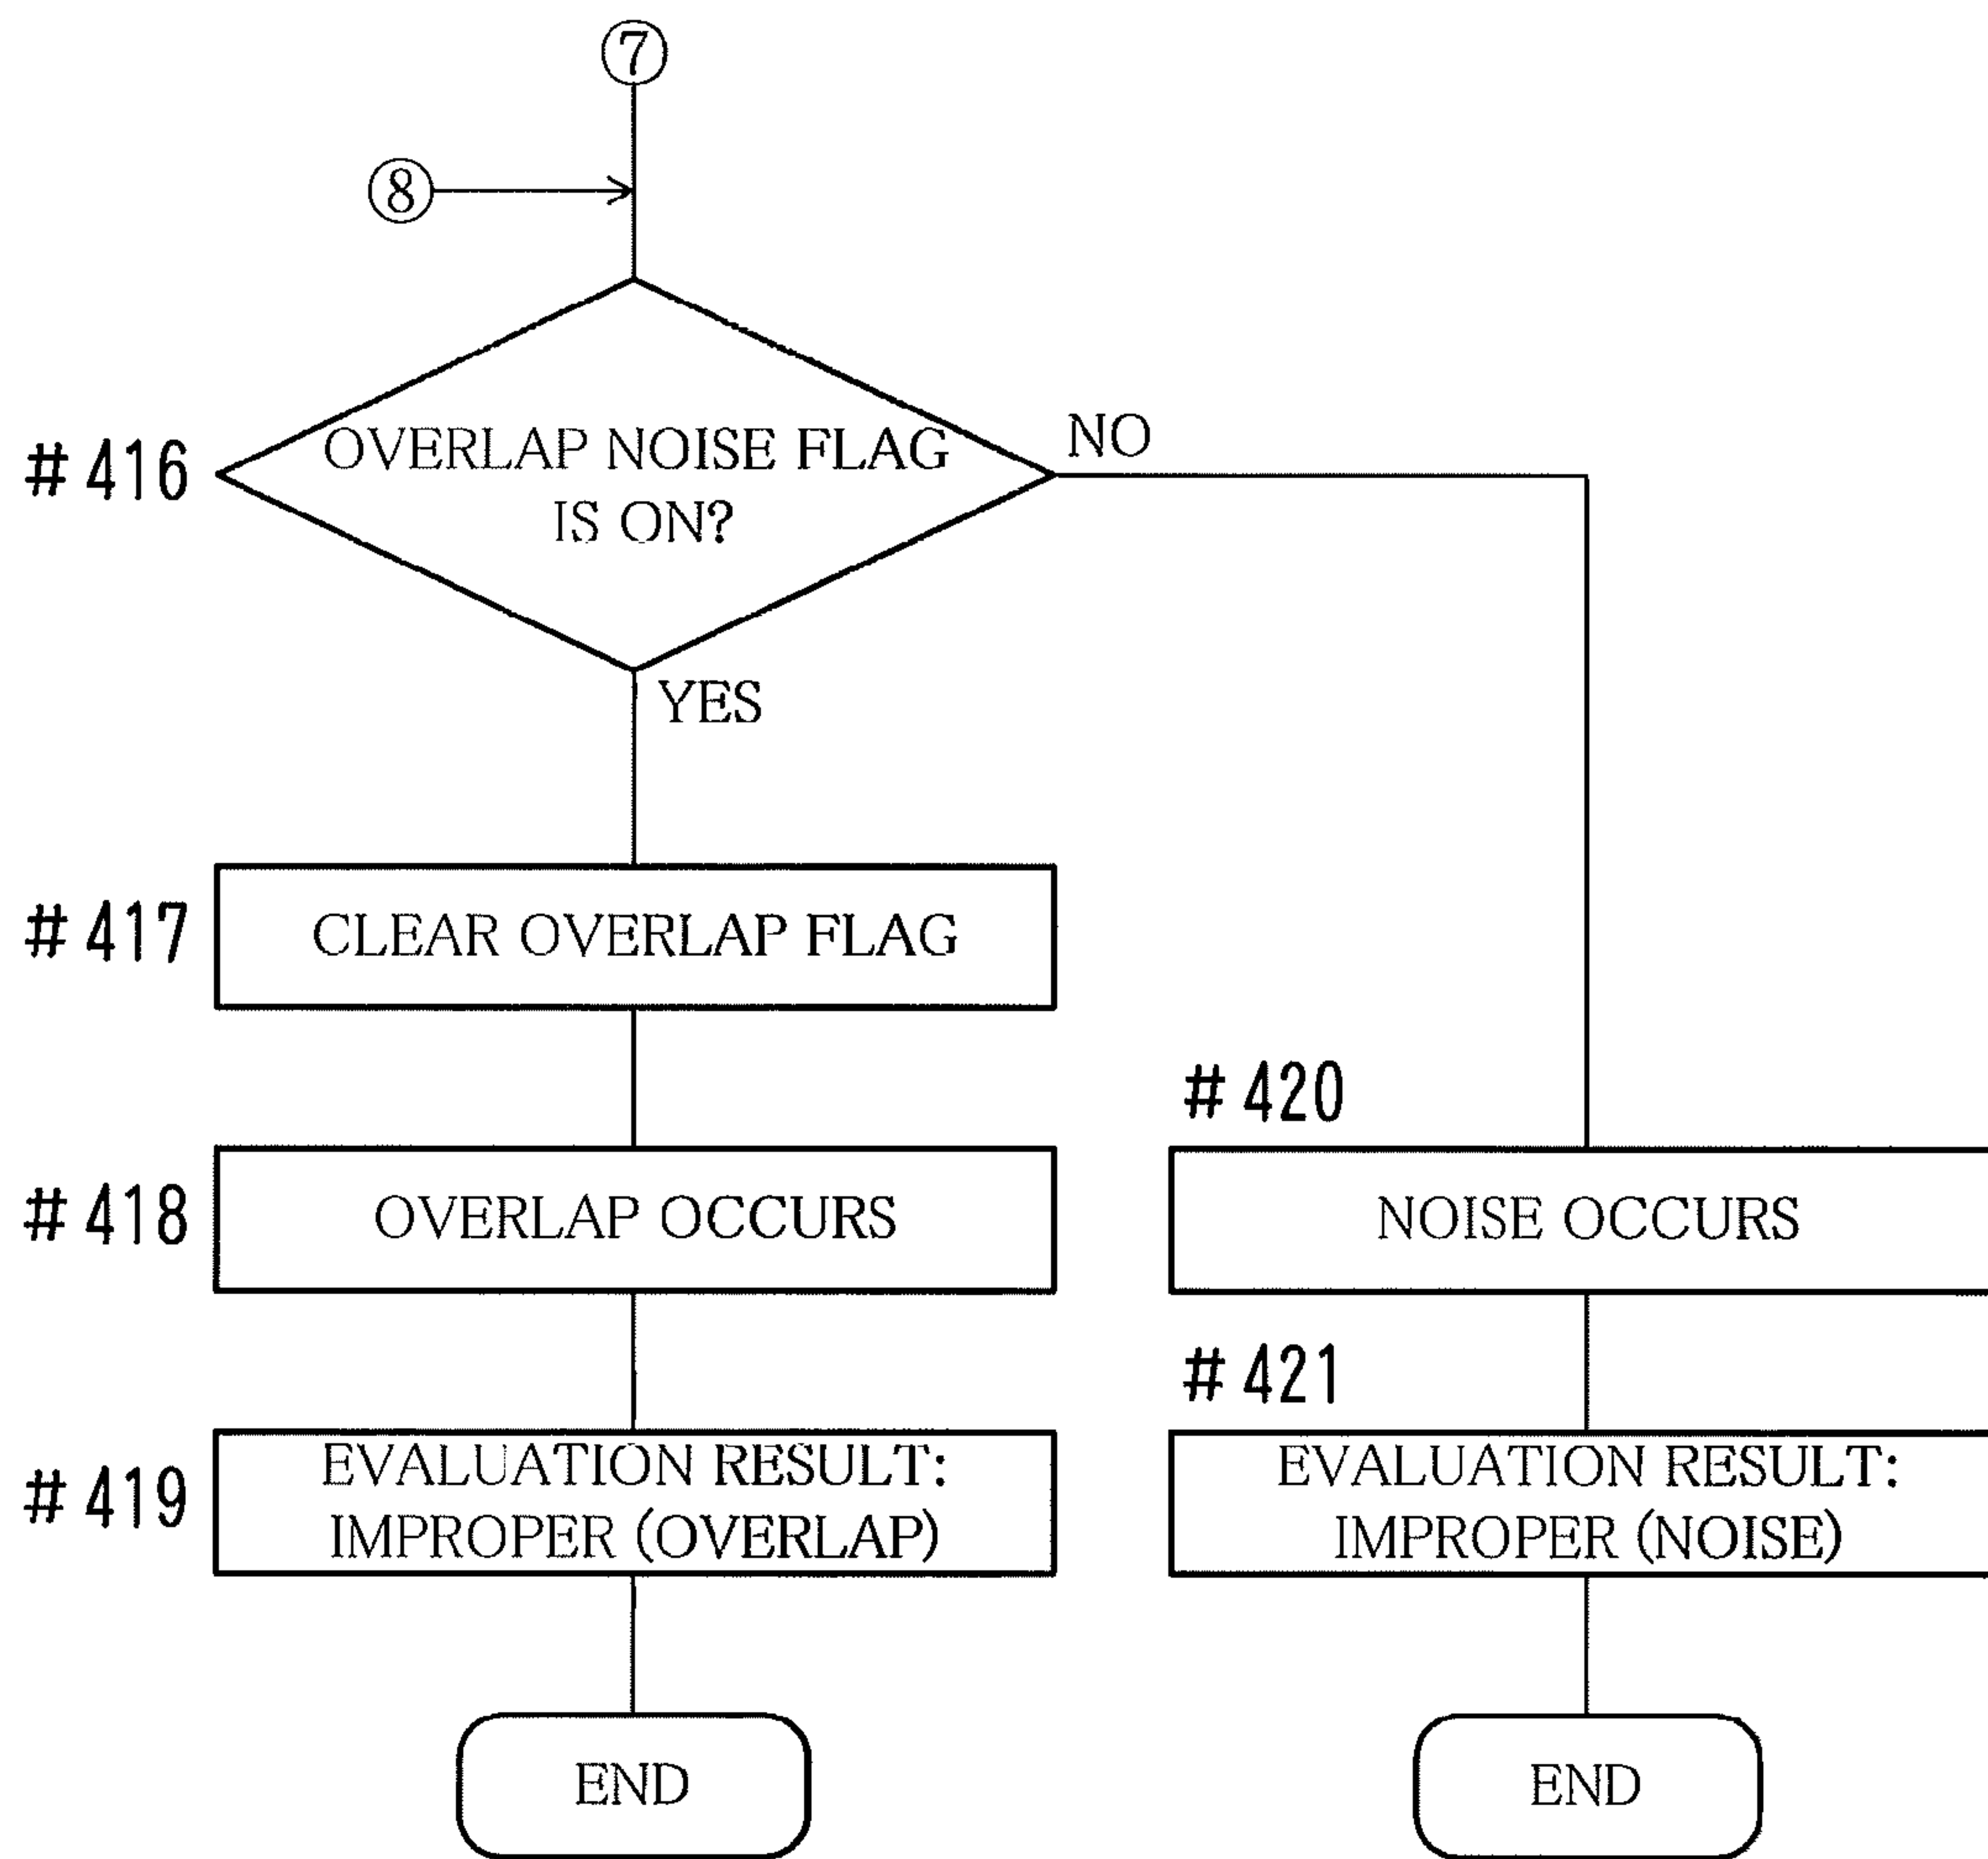 ⑦
⑧
#416
OVERLAP NOISE FLAG
IS ON?
NO
YES
#417
CLEAR OVERLAP FLAG
#418
OVERLAP OCCURS
#419
EVALUATION RESULT:
IMPROPER (OVERLAP)
END
#420
NOISE OCCURS
#421
EVALUATION RESULT:
IMPROPER (NOISE)
END